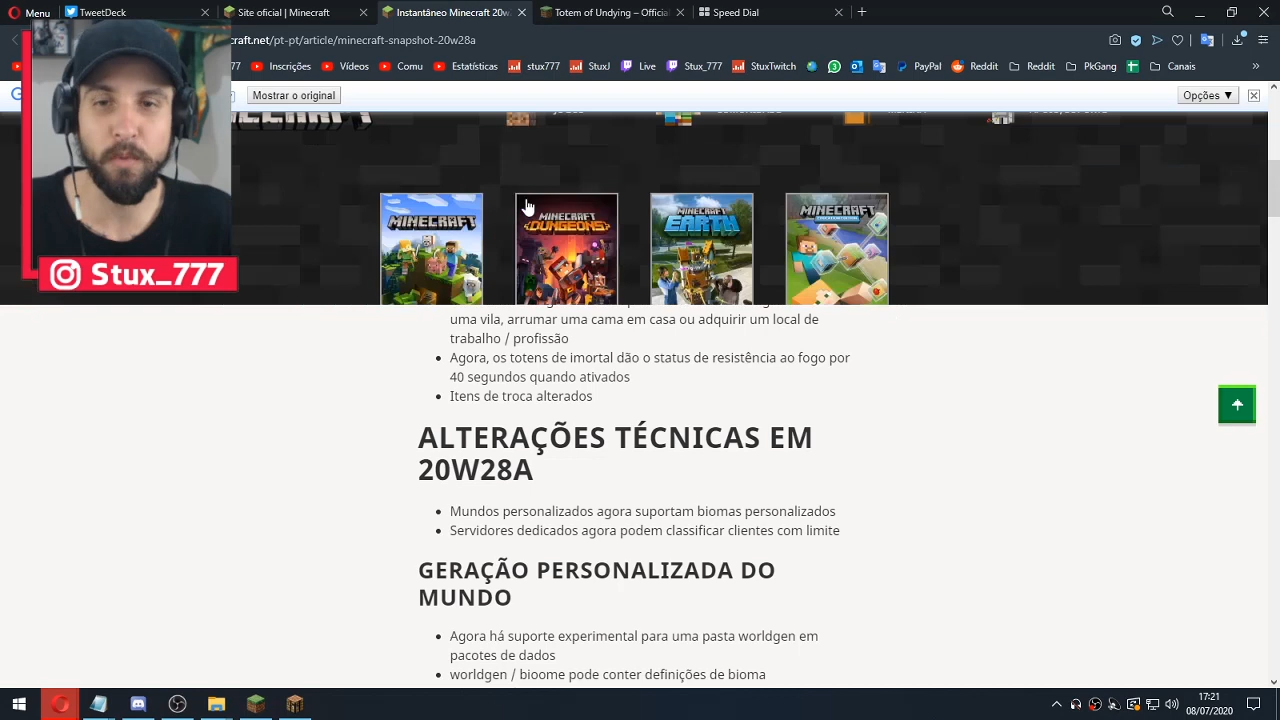 Menu
TweetDeck
Site oficial | Minecraft
Instantâneo Minecraft 20w
Totem of Undying – Officia
Speed Dial
craft.net/pt-pt/article/minecraft-snapshot-20w28a
777
Inscrições
Vídeos
Comu
Estatísticas
stux777
StuxJ
Live
Stux_777
StuxTwitch
PayPal
Reddit
Reddit
PkGang
Canais
Mostrar o original
Opções ▼
MINECRAFT
MINECRAFT DUNGEONS
MINECRAFT EARTH
MINECRAFT
Stux_777
uma vila, arrumar uma cama em casa ou adquirir um local de
trabalho / profissão
Agora, os totens de imortal dão o status de resistência ao fogo por
40 segundos quando ativados
Itens de troca alterados
ALTERAÇÕES TÉCNICAS EM
20W28A
Mundos personalizados agora suportam biomas personalizados
Servidores dedicados agora podem classificar clientes com limite
GERAÇÃO PERSONALIZADA DO
MUNDO
Agora há suporte experimental para uma pasta worldgen em
pacotes de dados
worldgen / bioome pode conter definições de bioma
17:21
08/07/2020